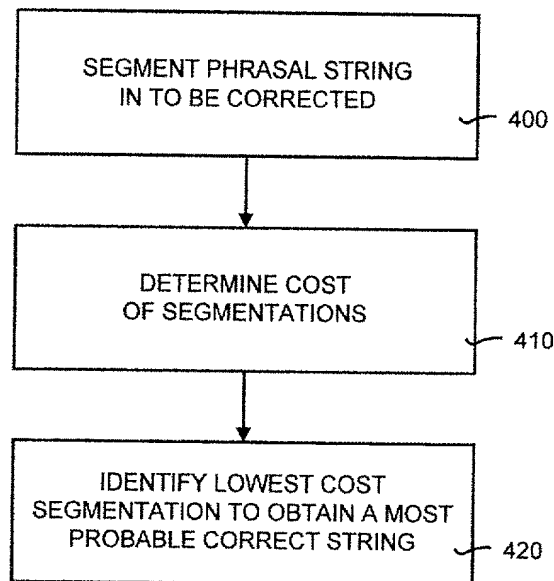 SEGMENT PHRASAL STRING
IN TO BE CORRECTED
400
DETERMINE COST
OF SEGMENTATIONS
410
IDENTIFY LOWEST COST
SEGMENTATION TO OBTAIN A MOST
PROBABLE CORRECT STRING
420